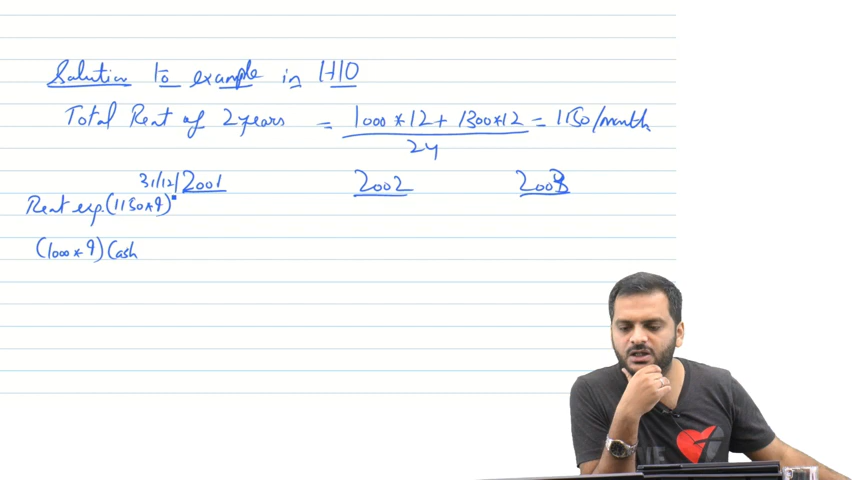 Solution to example in H10
Total Rent of 2 years = 1000*12 + 1300*12 = 1150/month
24
31/12/2001 2002 2003
Rent exp. (1150*9)
(1000*9) Cash